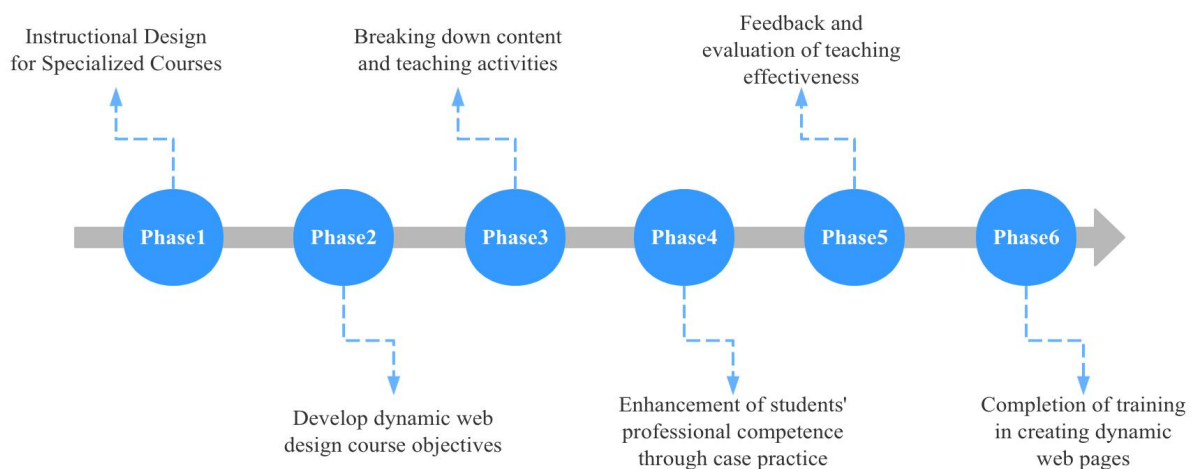 Instructional Design
for Specialized Courses
Breaking down content
and teaching activities
Feedback and
evaluation of teaching
effectiveness
Phase1
Phase2
Phase3
Phase4
Phase5
Phase6
Develop dynamic web
design course objectives
Enhancement of students'
professional competence
through case practice
Completion of training
in creating dynamic
web pages